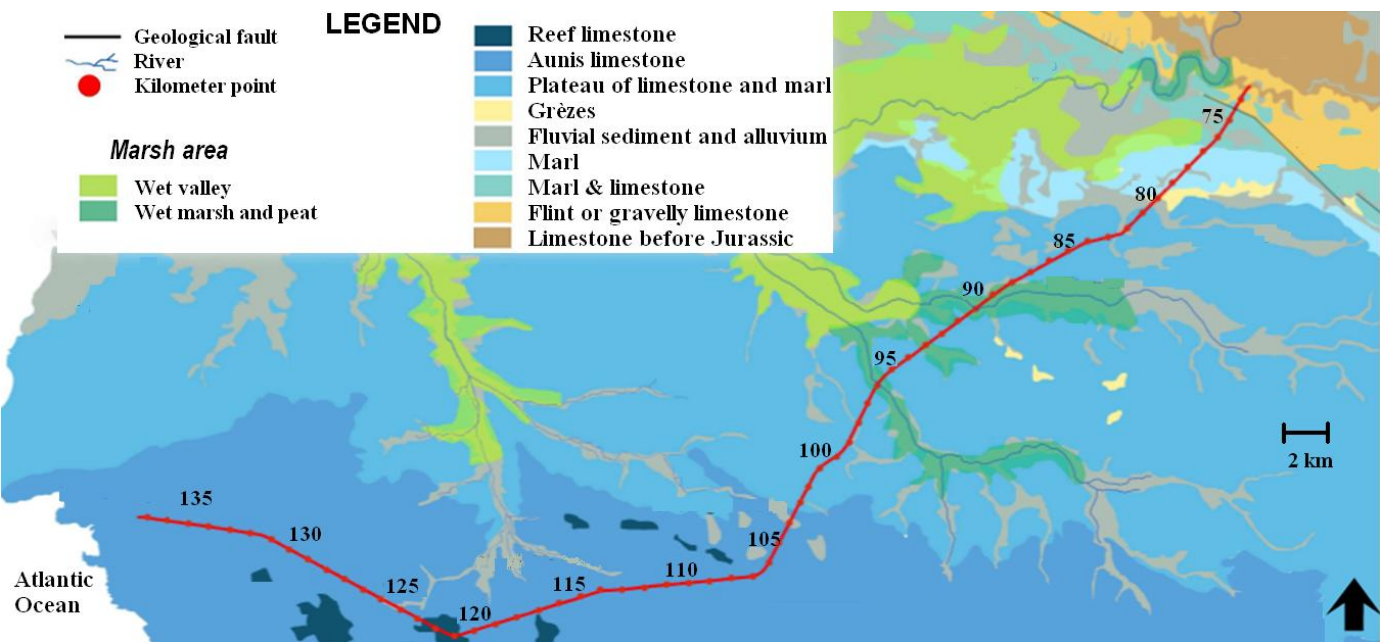 LEGEND
Geological fault
River
Kilometer point
Marsh area
Wet valley
Wet marsh and peat
Reef limestone
Aunis limestone
Plateau of limestone and marl
Grèzes
Fluvial sediment and alluvium
Marl
Marl & limestone
Flint or gravelly limestone
Limestone before Jurassic
75
80
85
90
95
100
105
110
115
120
125
130
135
2 km
Atlantic
Ocean